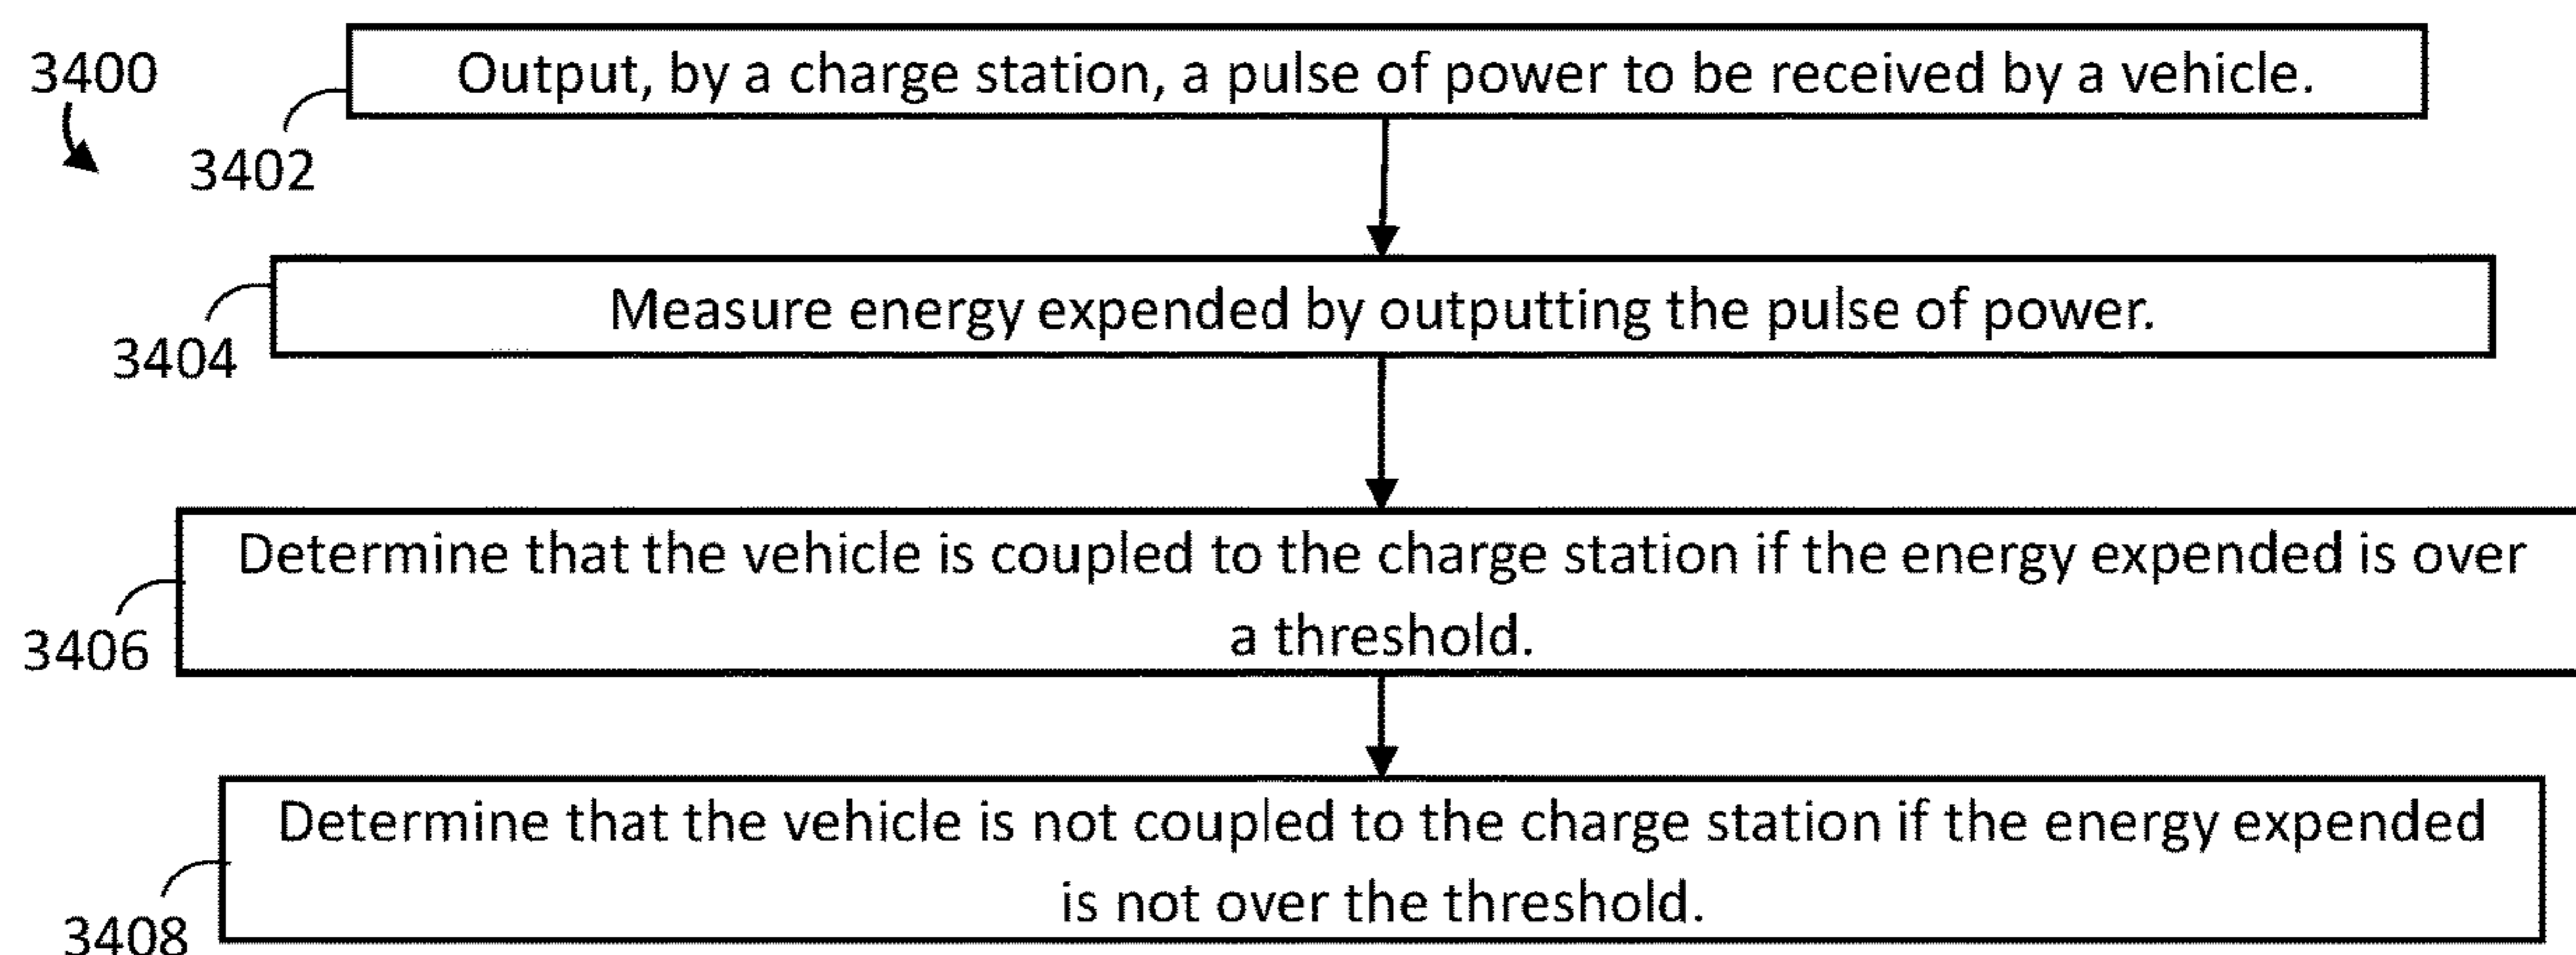 3400
Output, by a charge station, a pulse of power to be received by a vehicle.
3402
Measure energy expended by outputting the pulse of power.
3404
Determine that the vehicle is coupled to the charge station if the energy expended is over
a threshold.
3406
Determine that the vehicle is not coupled to the charge station if the energy expended
is not over the threshold.
3408